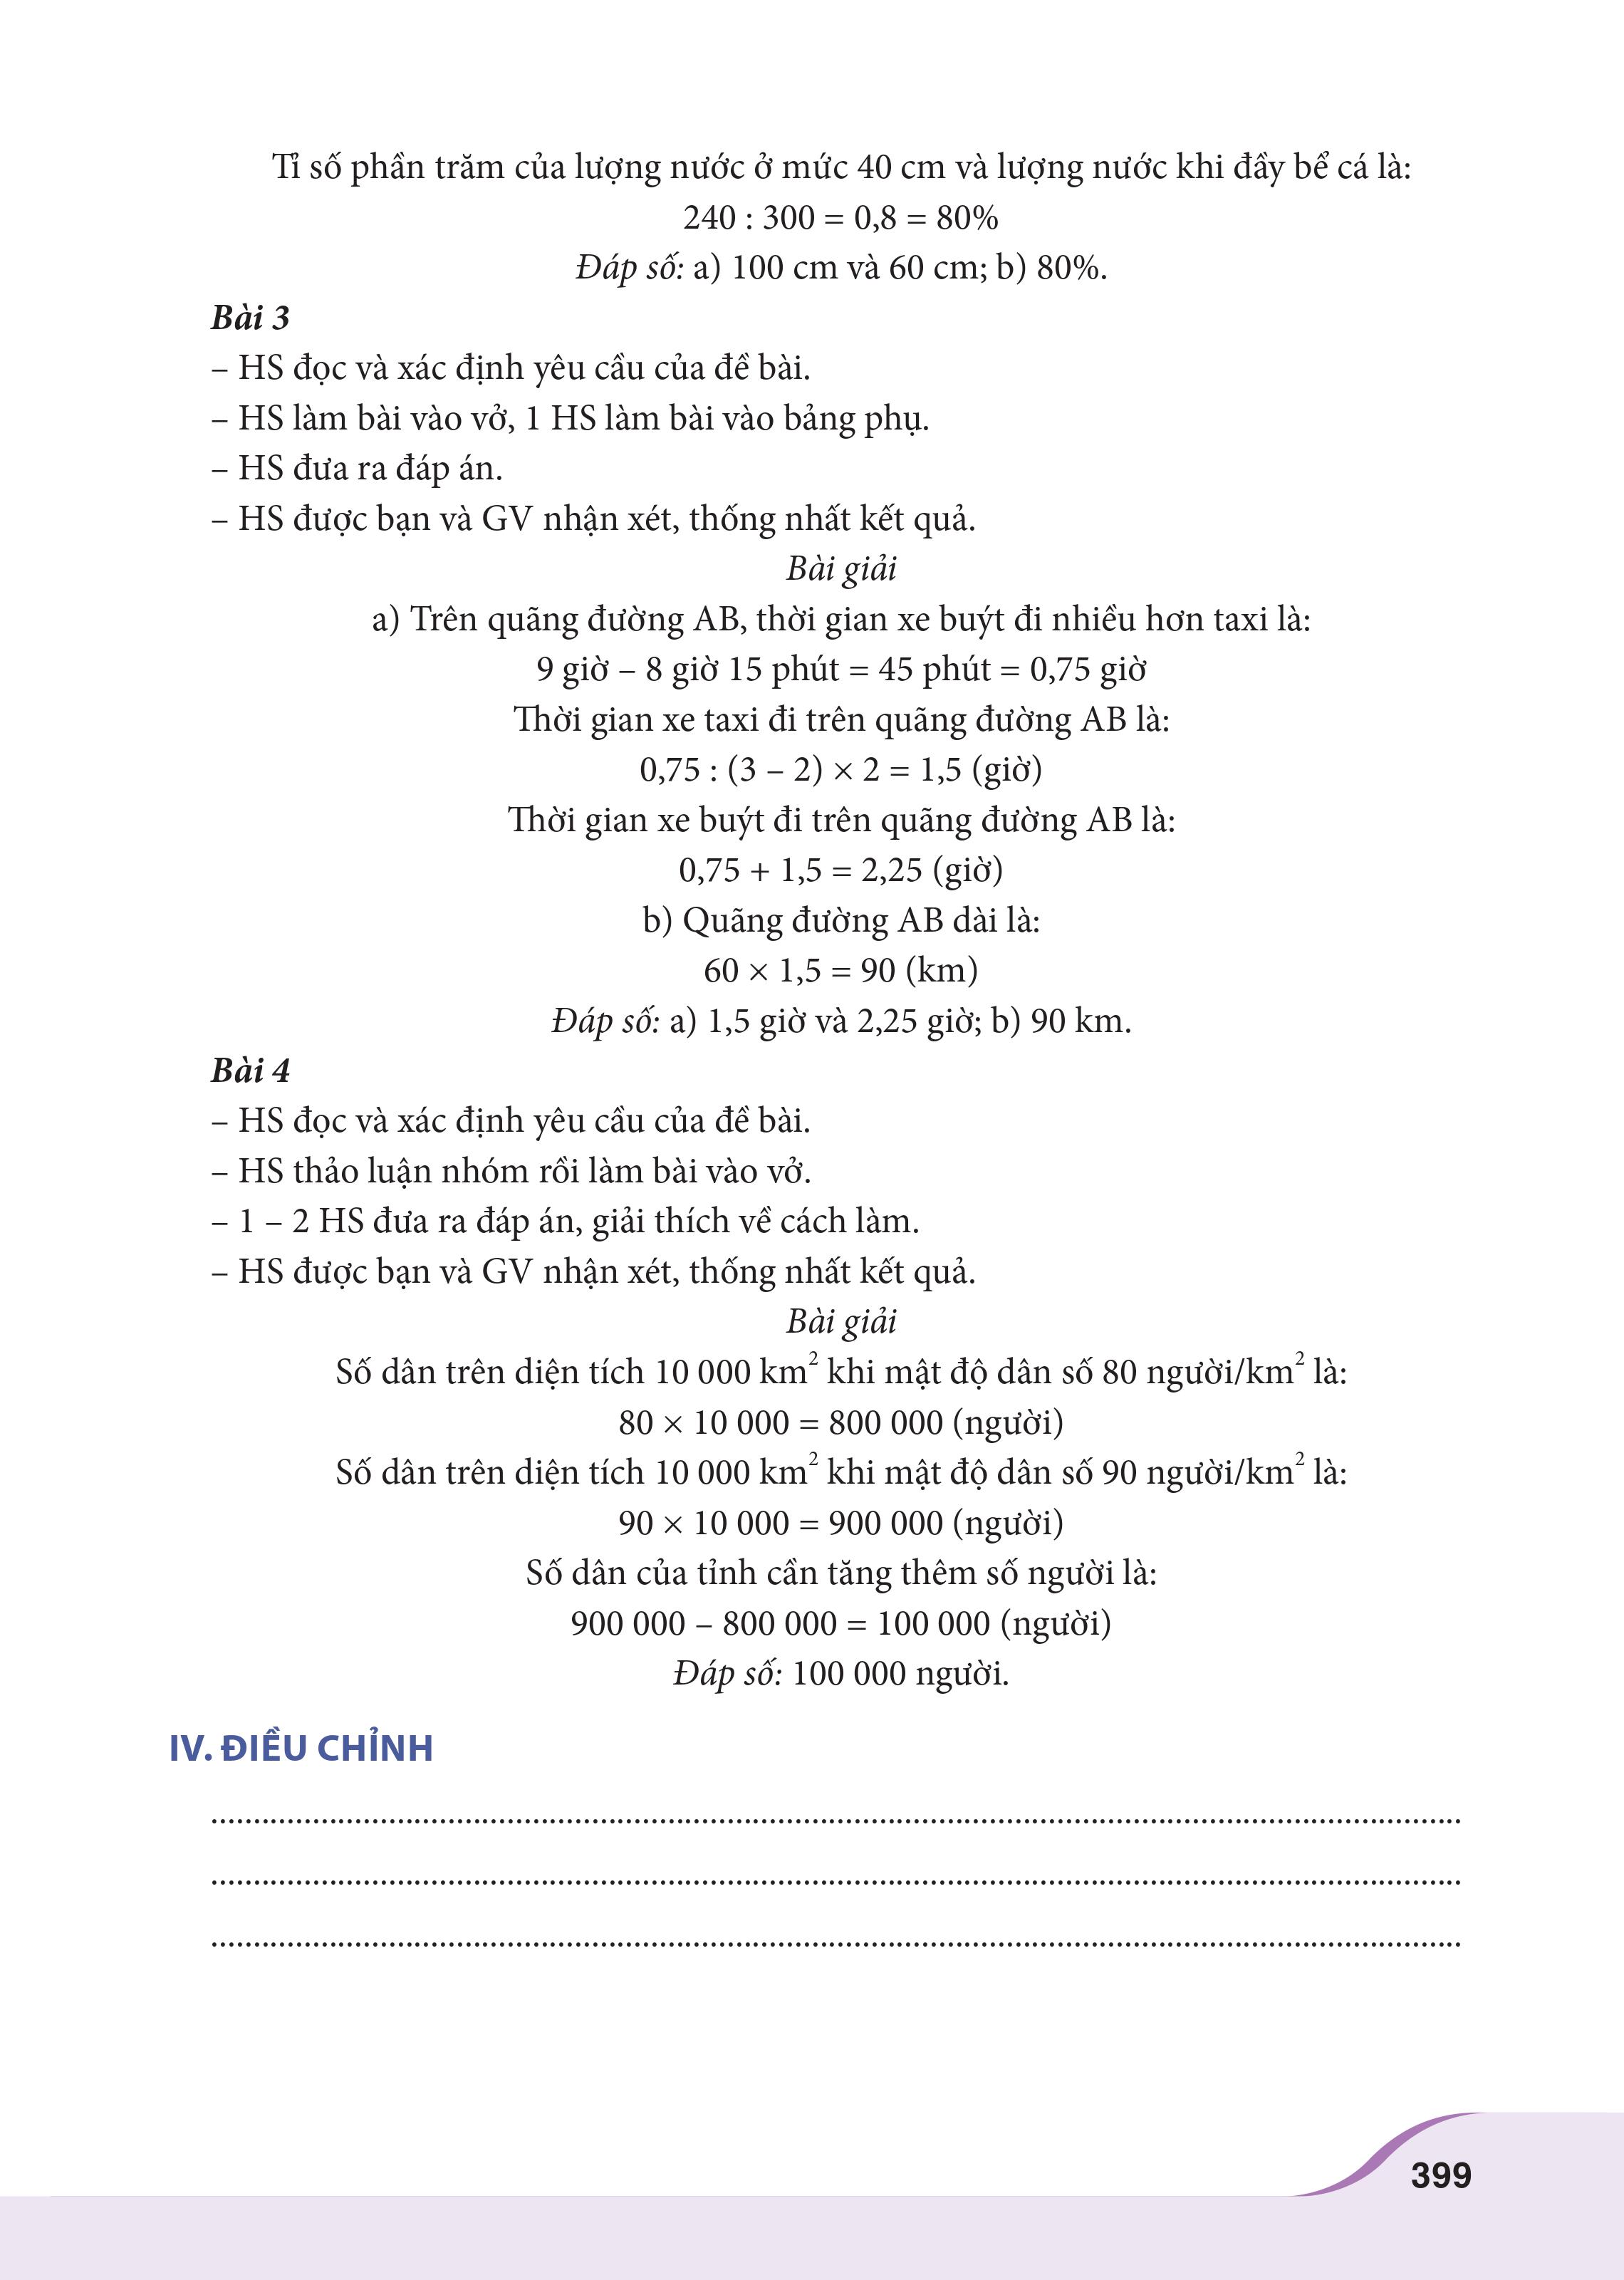 Tỉ số phần trăm của lượng nước ở mức 40 cm và lượng nước khi đầy bể cá là:
240 : 300 = 0,8 = 80%
Đáp số: a) 100 cm và 60 cm; b) 80%.
Bài 3
– HS đọc và xác định yêu cầu của đề bài.
– HS làm bài vào vở, 1 HS làm bài vào bảng phụ.
– HS đưa ra đáp án.
– HS được bạn và GV nhận xét, thống nhất kết quả.
Bài giải
a) Trên quãng đường AB, thời gian xe buýt đi nhiều hơn taxi là:
9 giờ – 8 giờ 15 phút = 45 phút = 0,75 giờ
Thời gian xe taxi đi trên quãng đường AB là:
0,75 : (3 – 2) × 2 = 1,5 (giờ)
Thời gian xe buýt đi trên quãng đường AB là:
0,75 + 1,5 = 2,25 (giờ)
b) Quãng đường AB dài là:
60 × 1,5 = 90 (km)
Đáp số: a) 1,5 giờ và 2,25 giờ; b) 90 km.
Bài 4
– HS đọc và xác định yêu cầu của đề bài.
– HS thảo luận nhóm rồi làm bài vào vở.
– 1 – 2 HS đưa ra đáp án, giải thích về cách làm.
– HS được bạn và GV nhận xét, thống nhất kết quả.
Bài giải
Số dân trên diện tích 10 000 km² khi mật độ dân số 80 người/km² là:
80 × 10 000 = 800 000 (người)
Số dân trên diện tích 10 000 km² khi mật độ dân số 90 người/km² là:
90 × 10 000 = 900 000 (người)
Số dân của tỉnh cần tăng thêm số người là:
900 000 – 800 000 = 100 000 (người)
Đáp số: 100 000 người.
IV. ĐIỀU CHỈNH
399